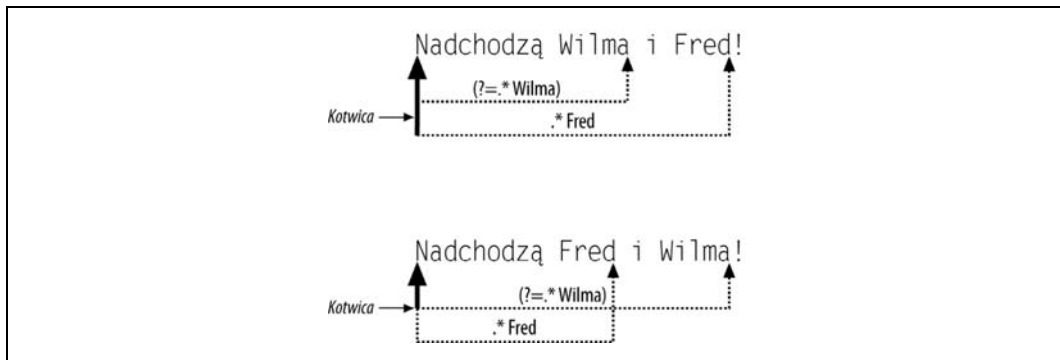 Nadchodzą Wilma i Fred!
(?=.* Wilma)
Kotwica
.* Fred
Nadchodzą Fred i Wilma!
(?=.* Wilma)
Kotwica
.* Fred